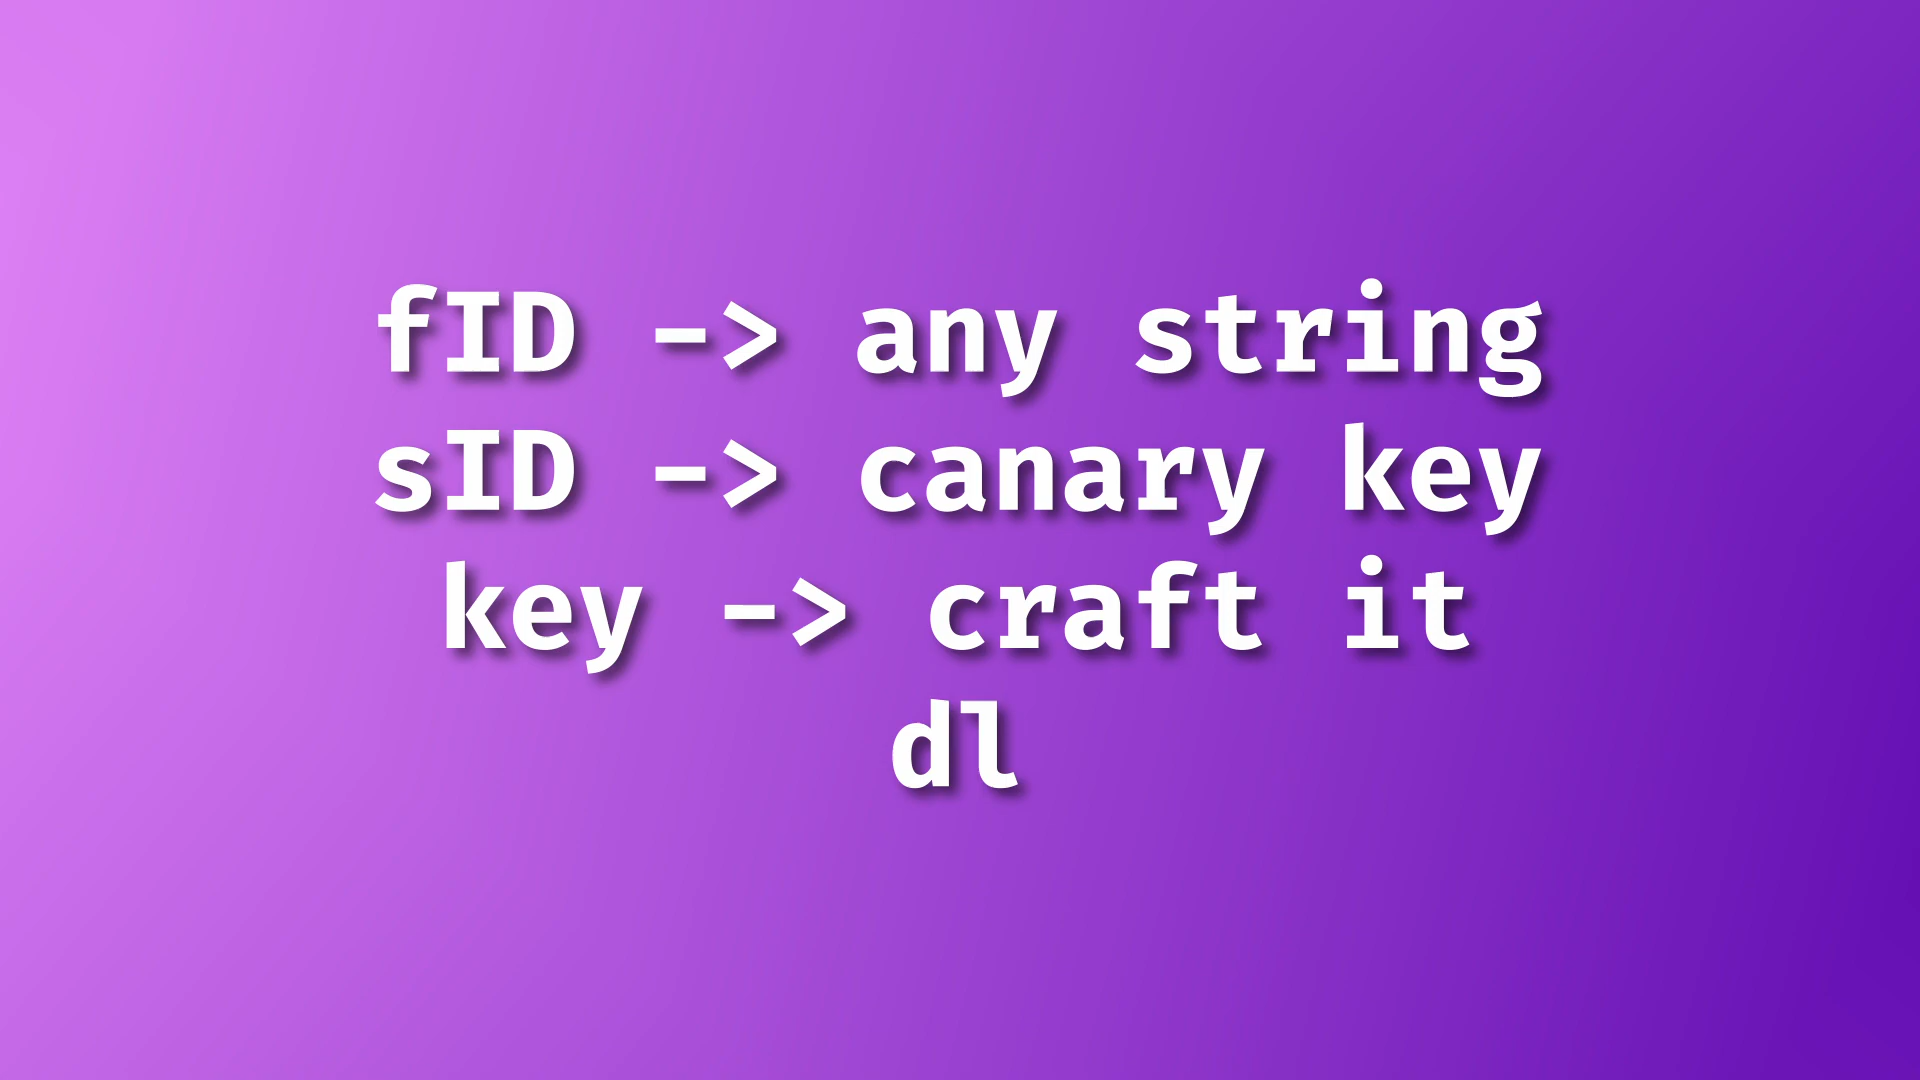 fID -> any string
sID -> canary key
key -> craft it
dl